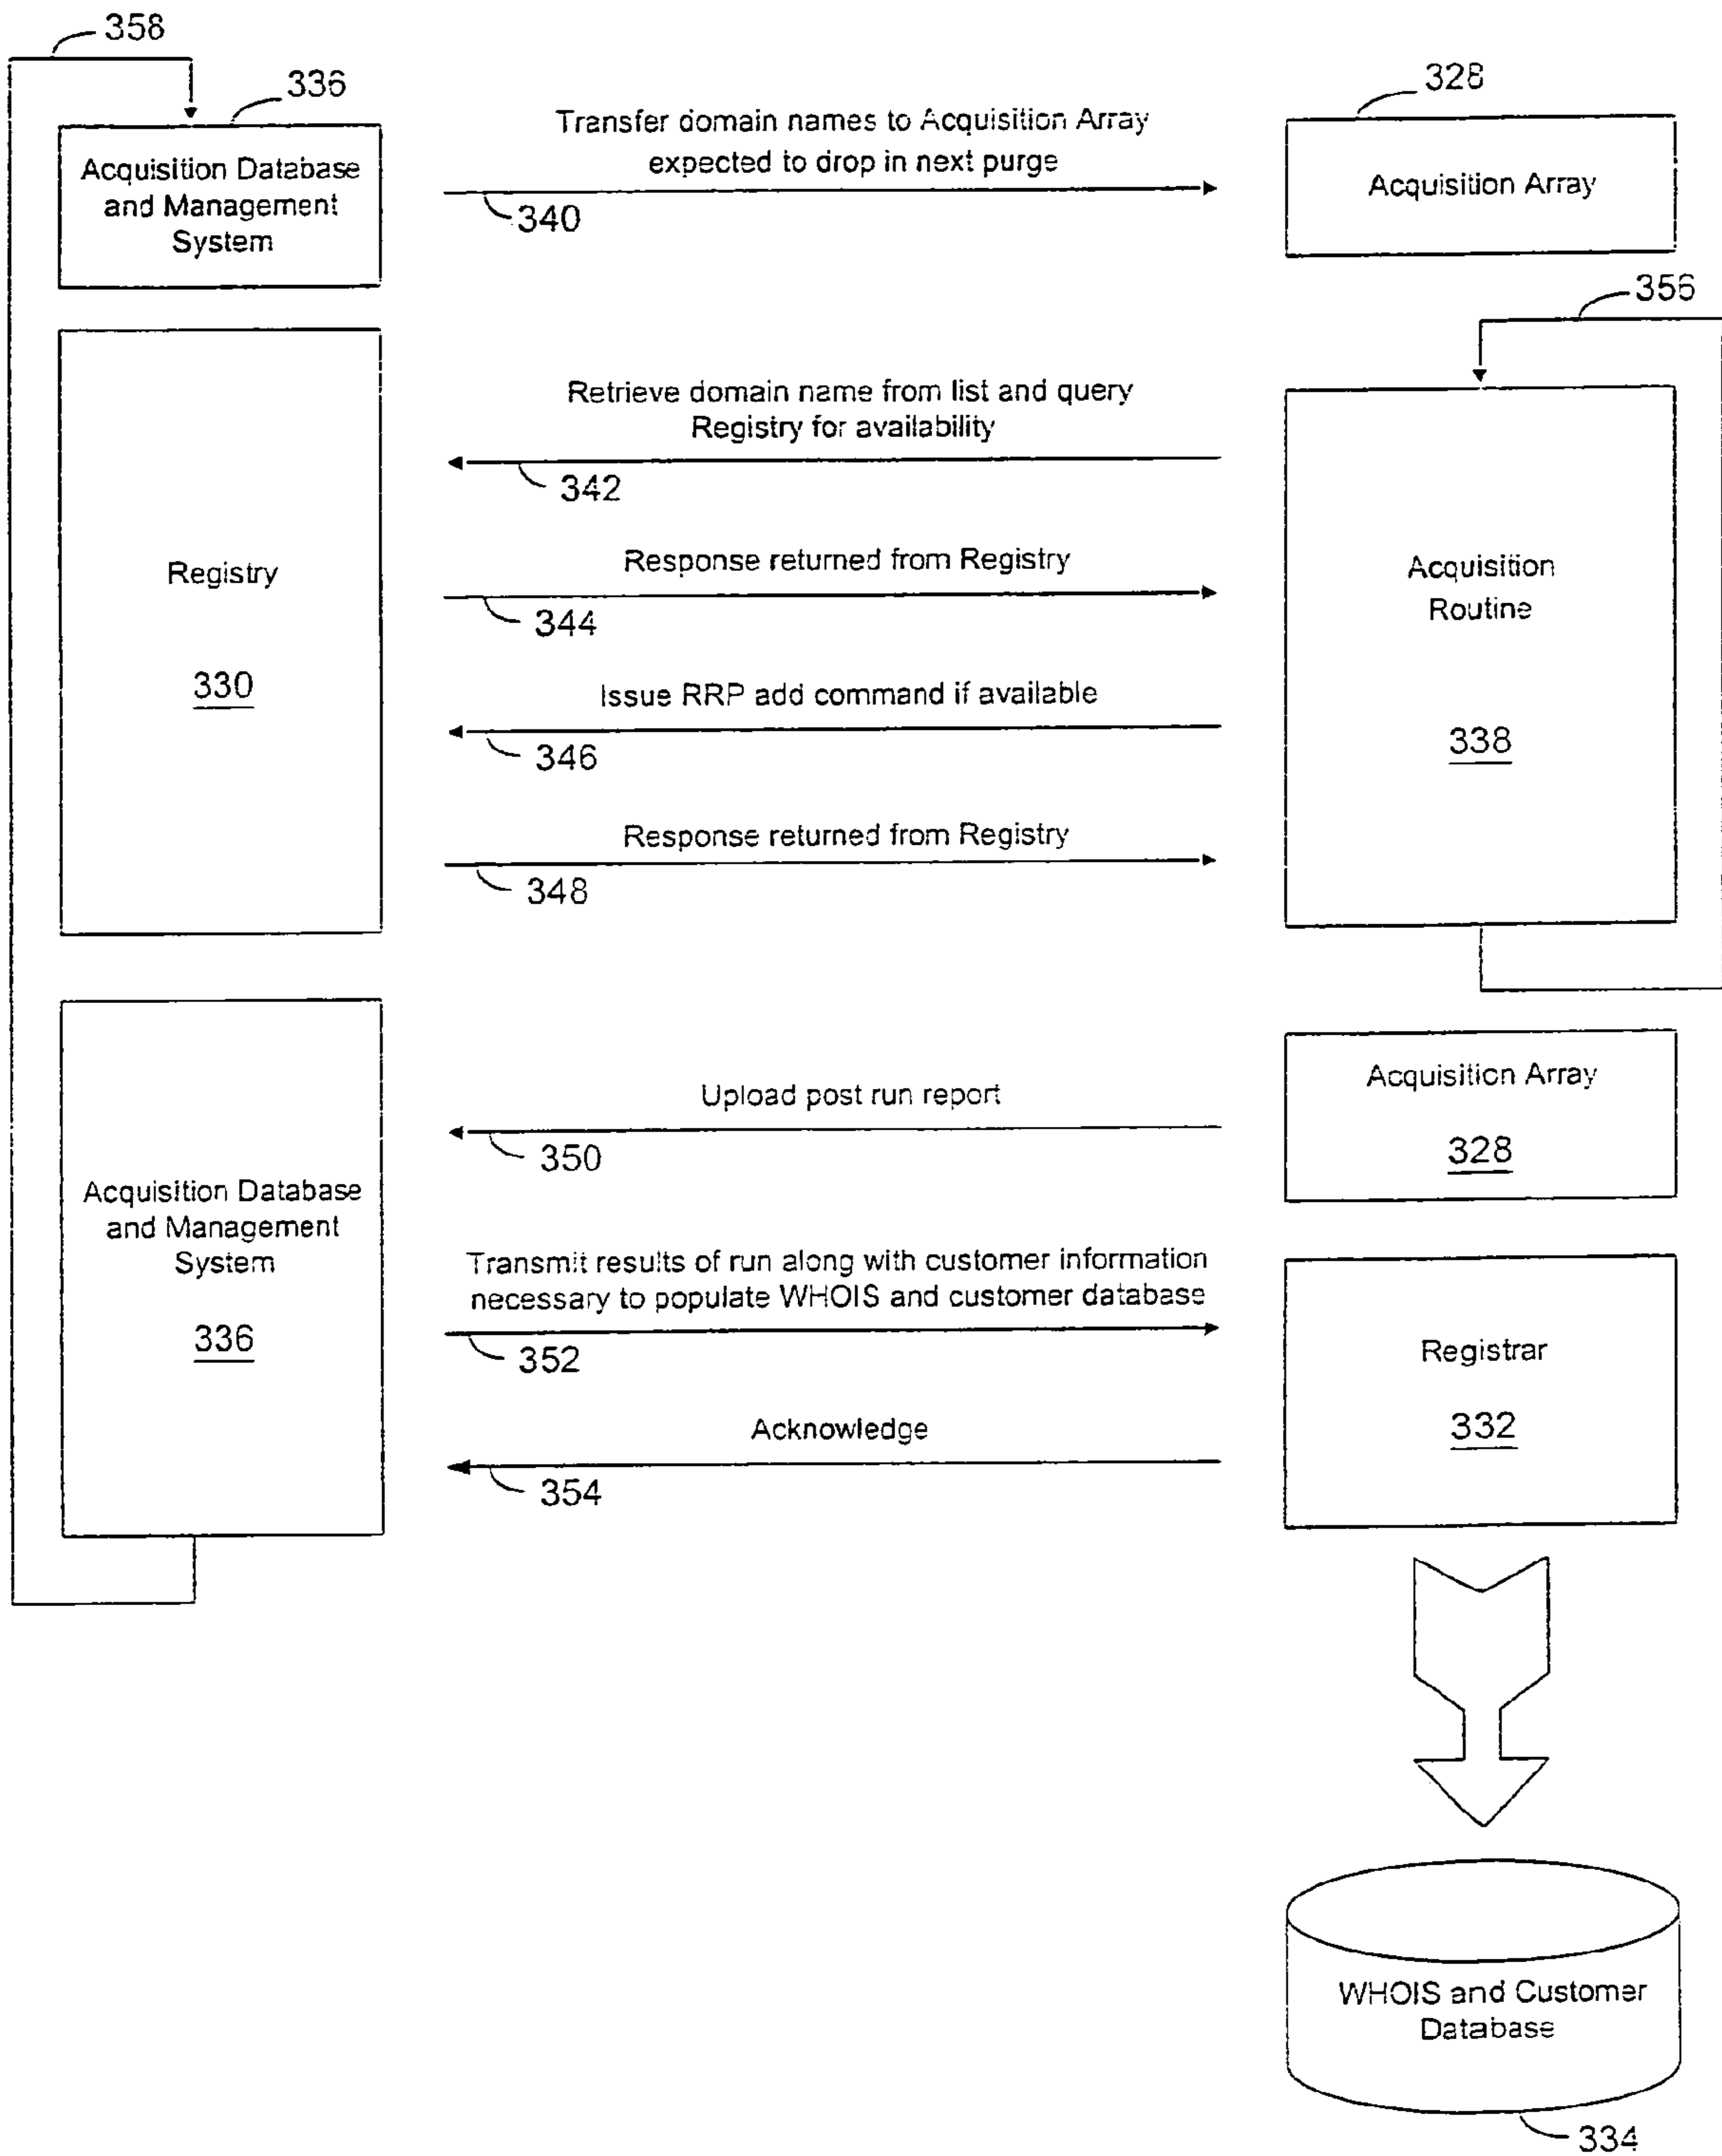 358
336
328
Acquisition Database
and Management
System
Transfer domain names to Acquisition Array
expected to drop in next purge
340
Acquisition Array
356
Registry
330
Retrieve domain name from list and query
Registry for availability
342
Response returned from Registry
344
Issue RRP add command if available
346
Response returned from Registry
348
Acquisition
Routine
338
Acquisition Database
and Management
System
336
Upload post run report
350
Acquisition Array
328
Transmit results of run along with customer information
necessary to populate WHOIS and customer database
352
Acknowledge
354
Registrar
332
WHOIS and Customer
Database
334